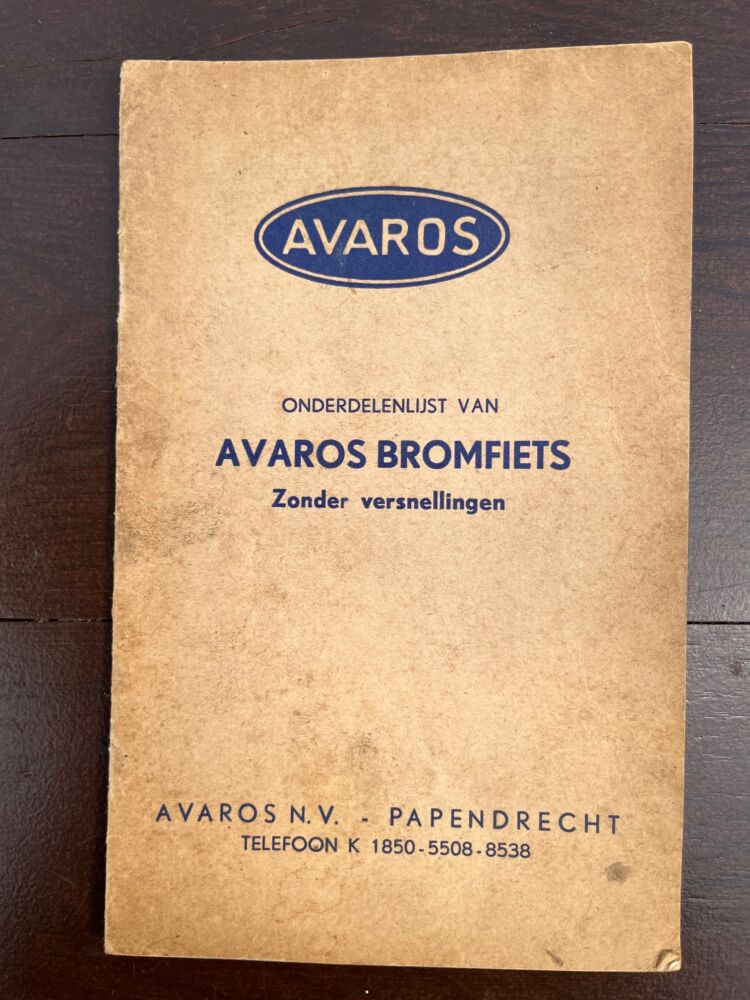 AVAROS
ONDERDELENLIJST VAN
AVAROS BROMFIETS
Zonder versnellingen
AVAROS N.V. - PAPENDRECHT
TELEFOON K 1850-5508-8538